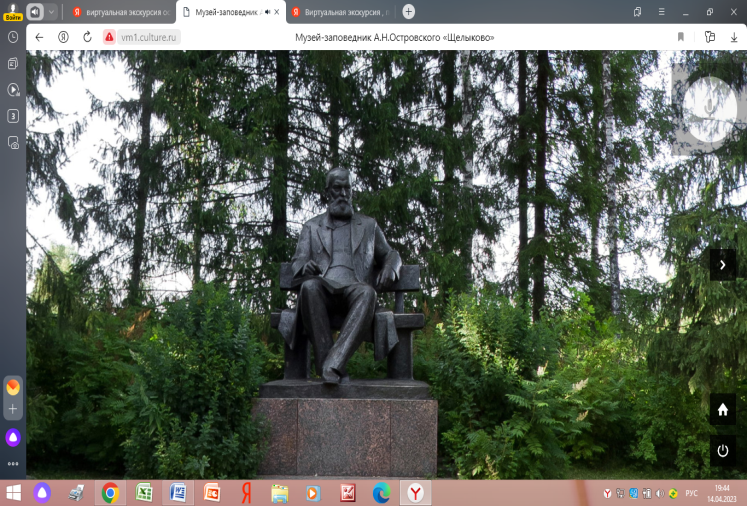 Войти
виртуальная экскурсия ос
Музей-заповедник А
Виртуальная экскурсия , п
vm1.culture.ru
Музей-заповедник А.Н.Островского «Щелыково»
3
РУС
19:44
14.04.2023